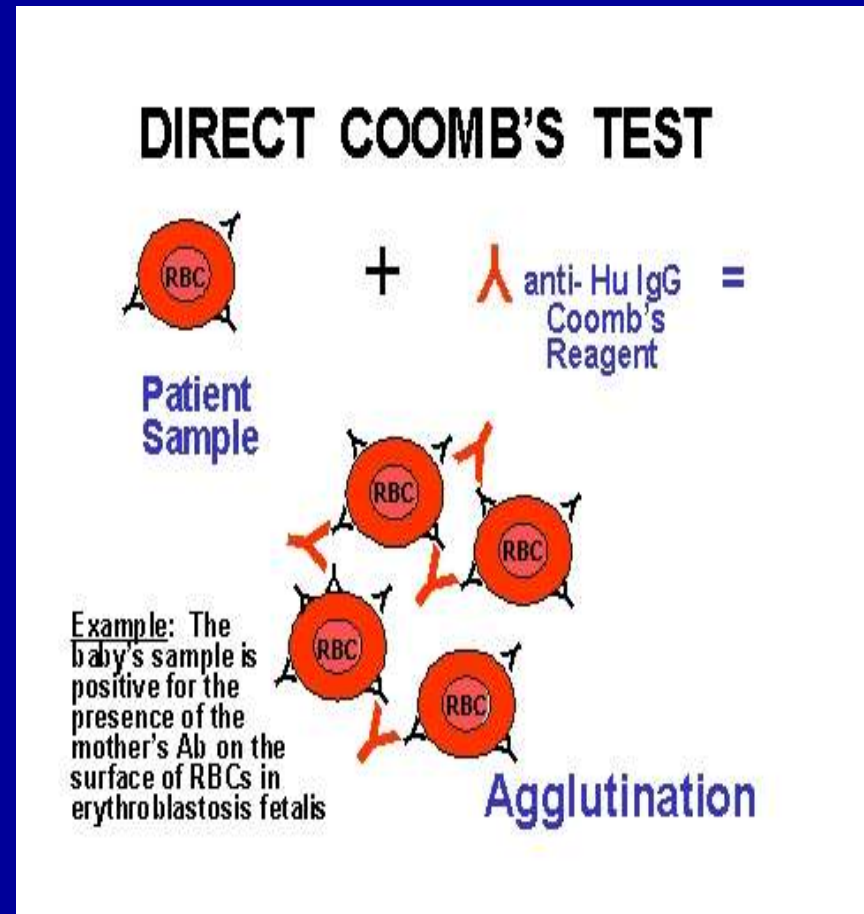 DIRECT COOMB'S TEST
RBC
+
anti- Hu IgG =
Coomb's
Reagent
Patient
Sample
RBC
RBC
RBC
RBC
Example: The
baby's sample is
positive for the
presence of the
mother's Ab on the
surface of RBCs in
erythroblastosis fetalis
Agglutination